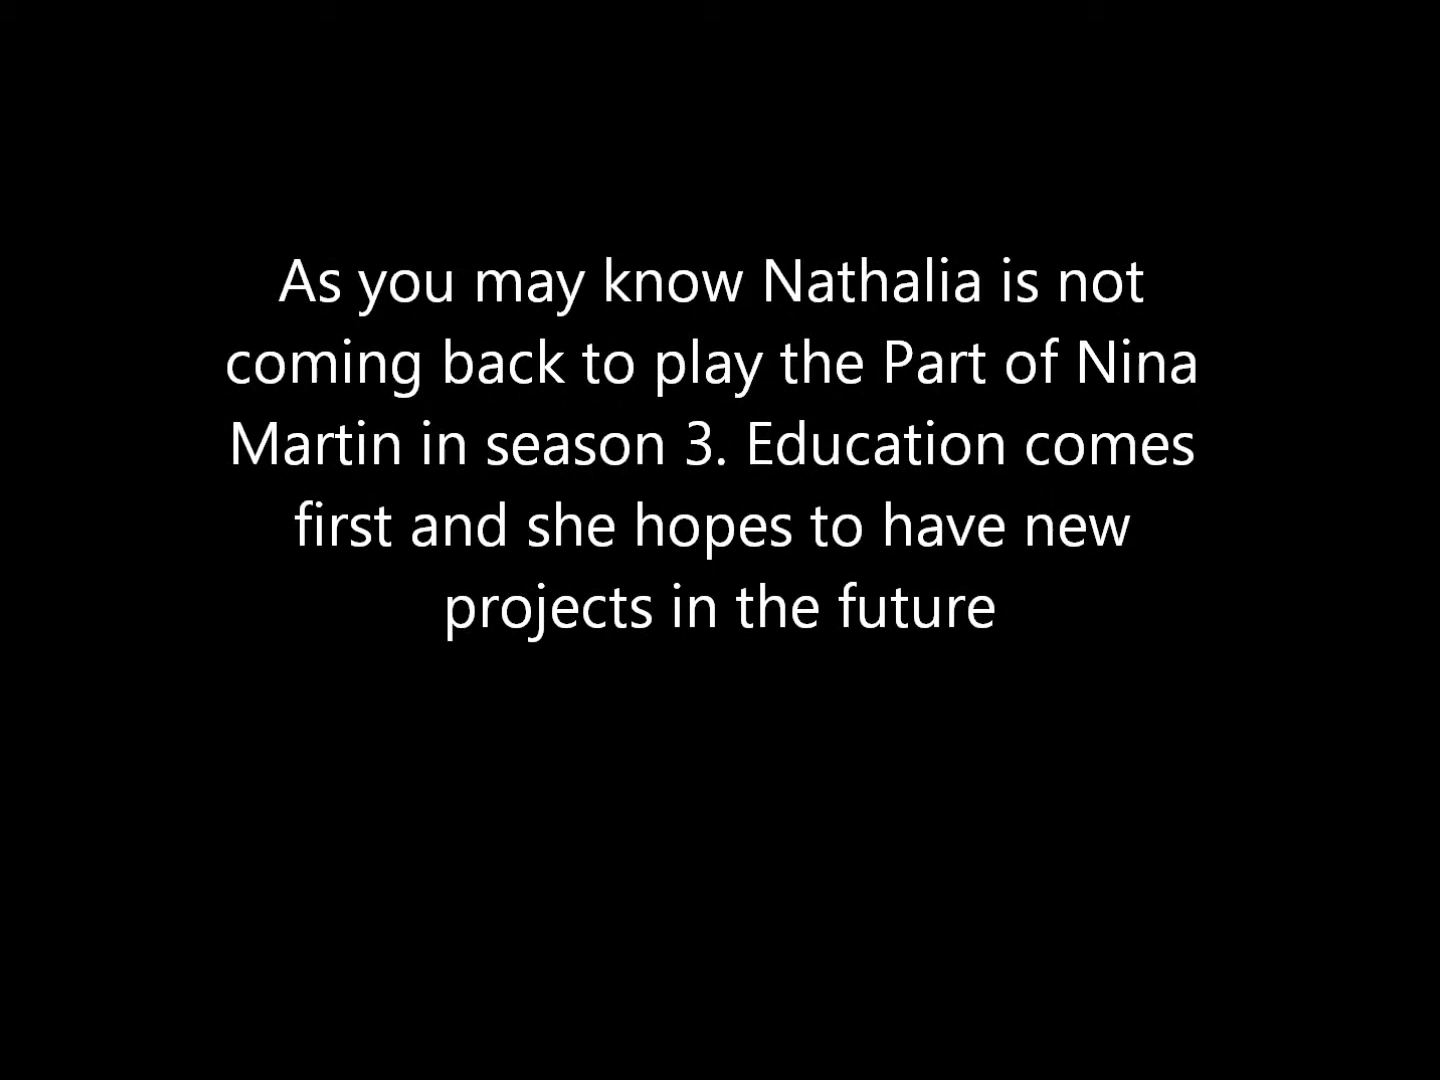 As you may know Nathalia is not
coming back to play the Part of Nina
Martin in season 3. Education comes
first and she hopes to have new
projects in the future